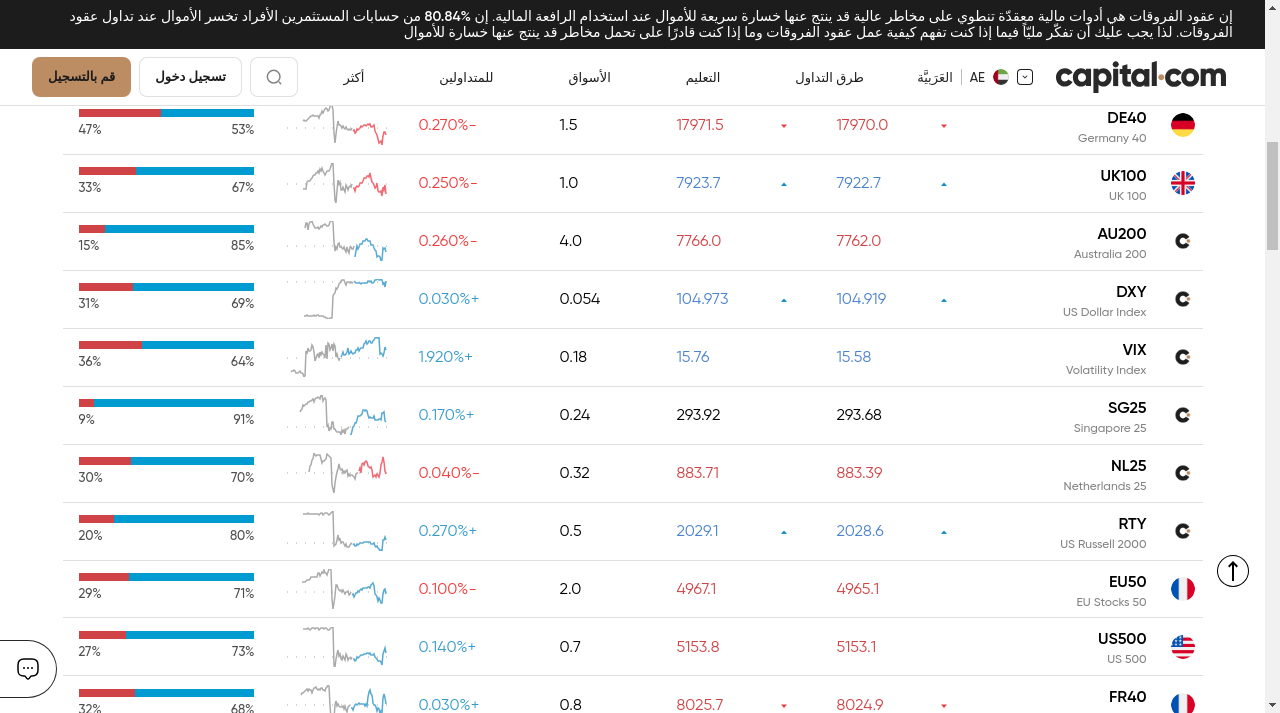 إن عقود الفروقات هي أدوات مالية معقدّة تنطوي على مخاطر عالية قد ينتج عنها خسارة سريعة للأموال عند استخدام الرافعة المالية. إن 80.84% من حسابات المستثمرين الأفراد تخسر الأموال عند تداول عقود
الفروقات. لذا يجب عليك أن تفكّر مليّاً فيما إذا كنت تفهم كيفية عمل عقود الفروقات وما إذا كنت قادرًا على تحمل مخاطر قد ينتج عنها خسارة للأموال
capital.com AE العَرَبيَّة طرق التداول التعليم الأسواق للمتداولين أكثر تسجيل دخول قم بالتسجيل
DE40 17970.0 17971.5 1.5 0.270%-
Germany 40 53% 47%
UK100 7922.7 7923.7 1.0 0.250%-
UK 100 67% 33%
AU200 7762.0 7766.0 4.0 0.260%-
Australia 200 85% 15%
DXY 104.919 104.973 0.054 0.030%+
US Dollar Index 69% 31%
VIX 15.58 15.76 0.18 1.920%+
Volatility Index 64% 36%
SG25 293.68 293.92 0.24 0.170%+
Singapore 25 91% 9%
NL25 883.39 883.71 0.32 0.040%-
Netherlands 25 70% 30%
RTY 2028.6 2029.1 0.5 0.270%+
US Russell 2000 80% 20%
EU50 4965.1 4967.1 2.0 0.100%-
EU Stocks 50 71% 29%
US500 5153.1 5153.8 0.7 0.140%+
US 500 73% 27%
FR40 8024.9 8025.7 0.8 0.030%+
68% 32%